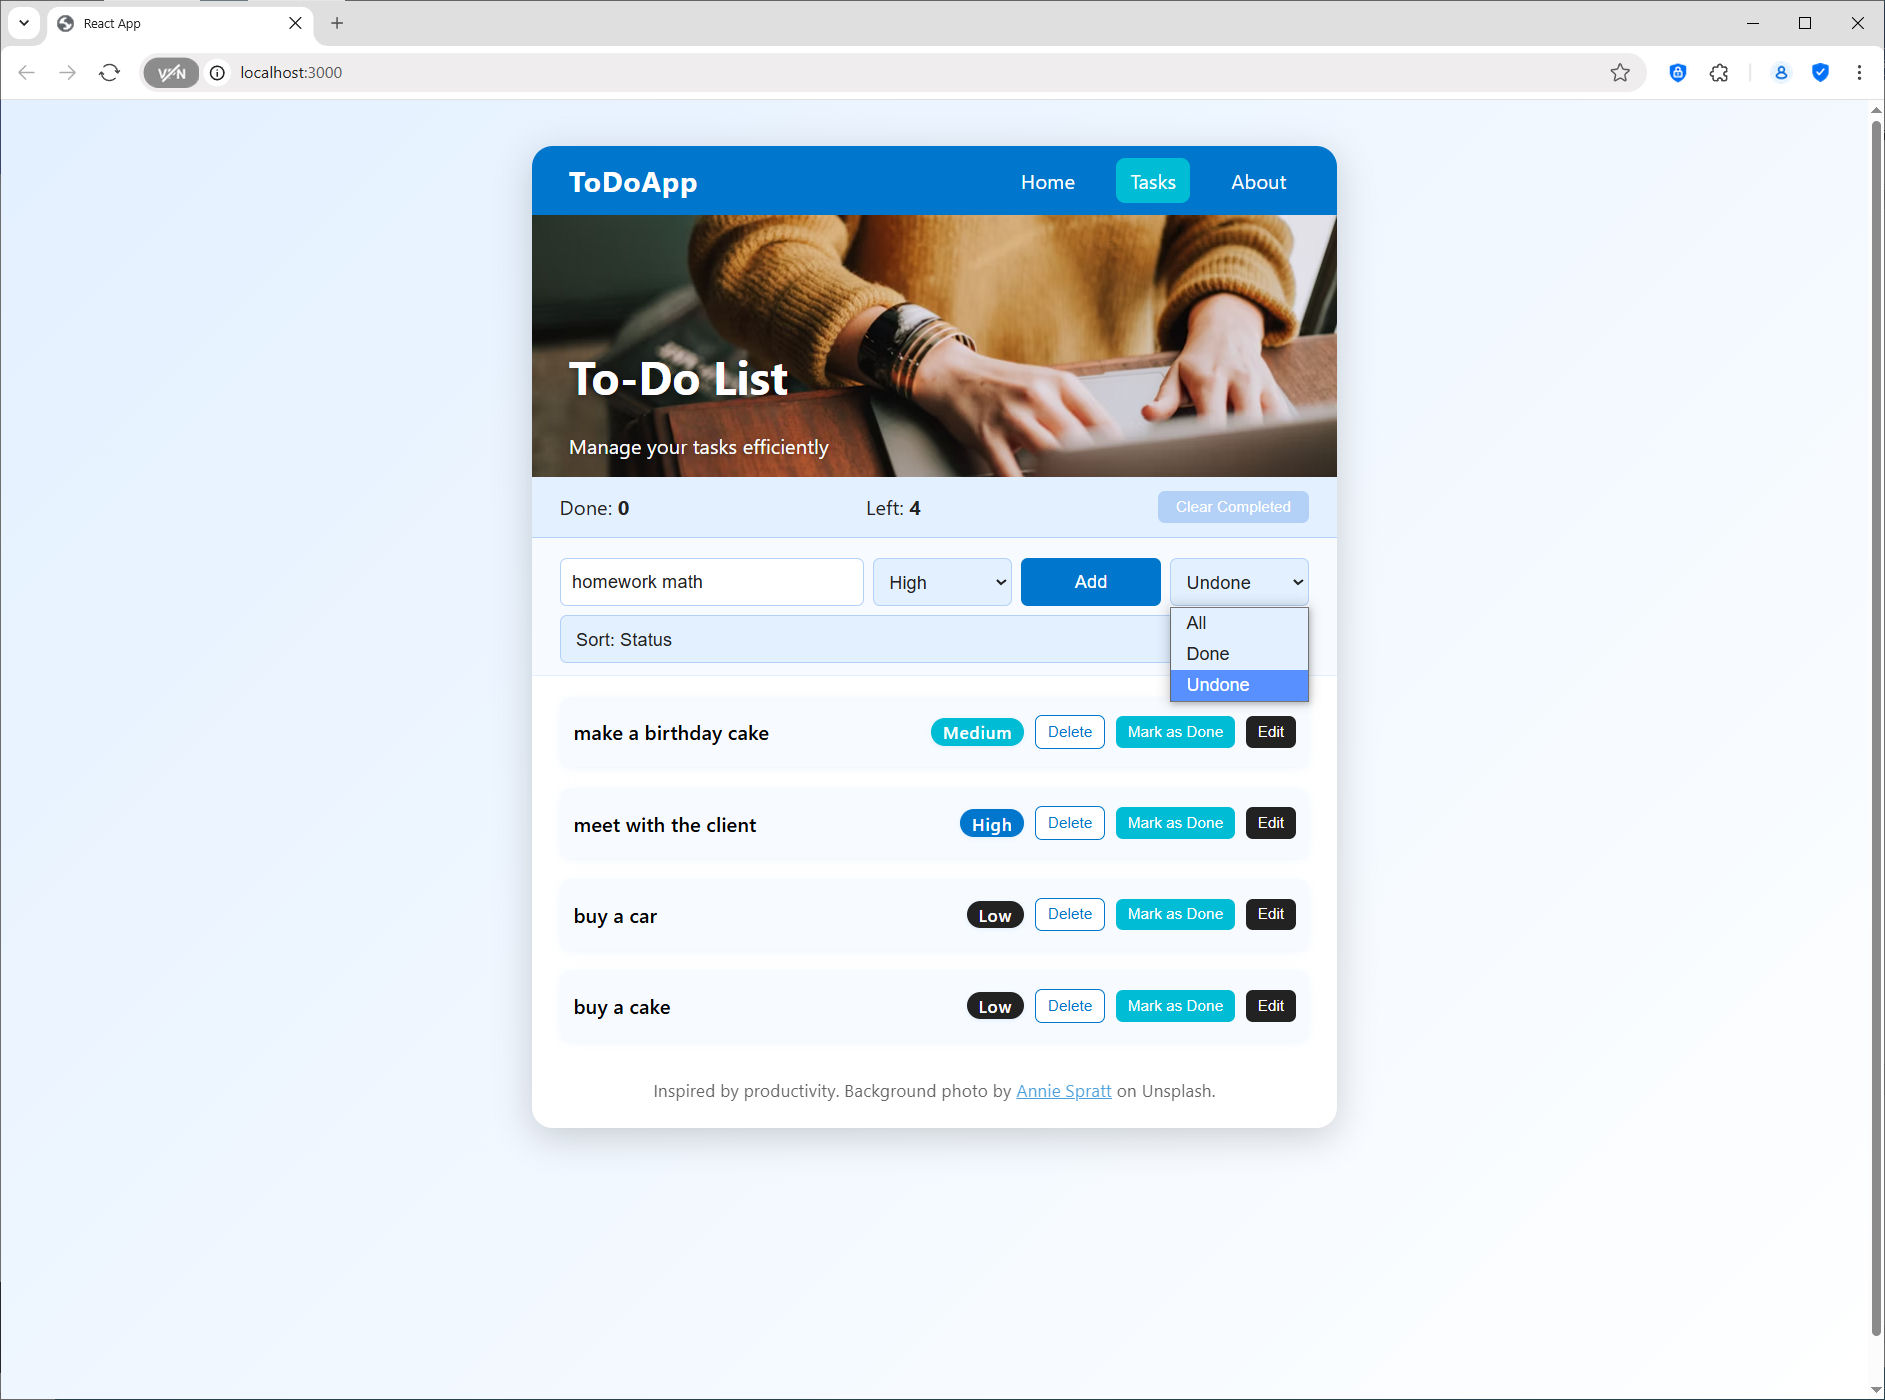 React App
VPN
localhost:3000
ToDoApp
Home
Tasks
About
To-Do List
Manage your tasks efficiently
Done: 0
Left: 4
Clear Completed
homework math
High
Add
Undone
All
Done
Undone
Sort: Status
make a birthday cake
Medium
Delete
Mark as Done
Edit
meet with the client
High
Delete
Mark as Done
Edit
buy a car
Low
Delete
Mark as Done
Edit
buy a cake
Low
Delete
Mark as Done
Edit
Inspired by productivity. Background photo by Annie Spratt on Unsplash.